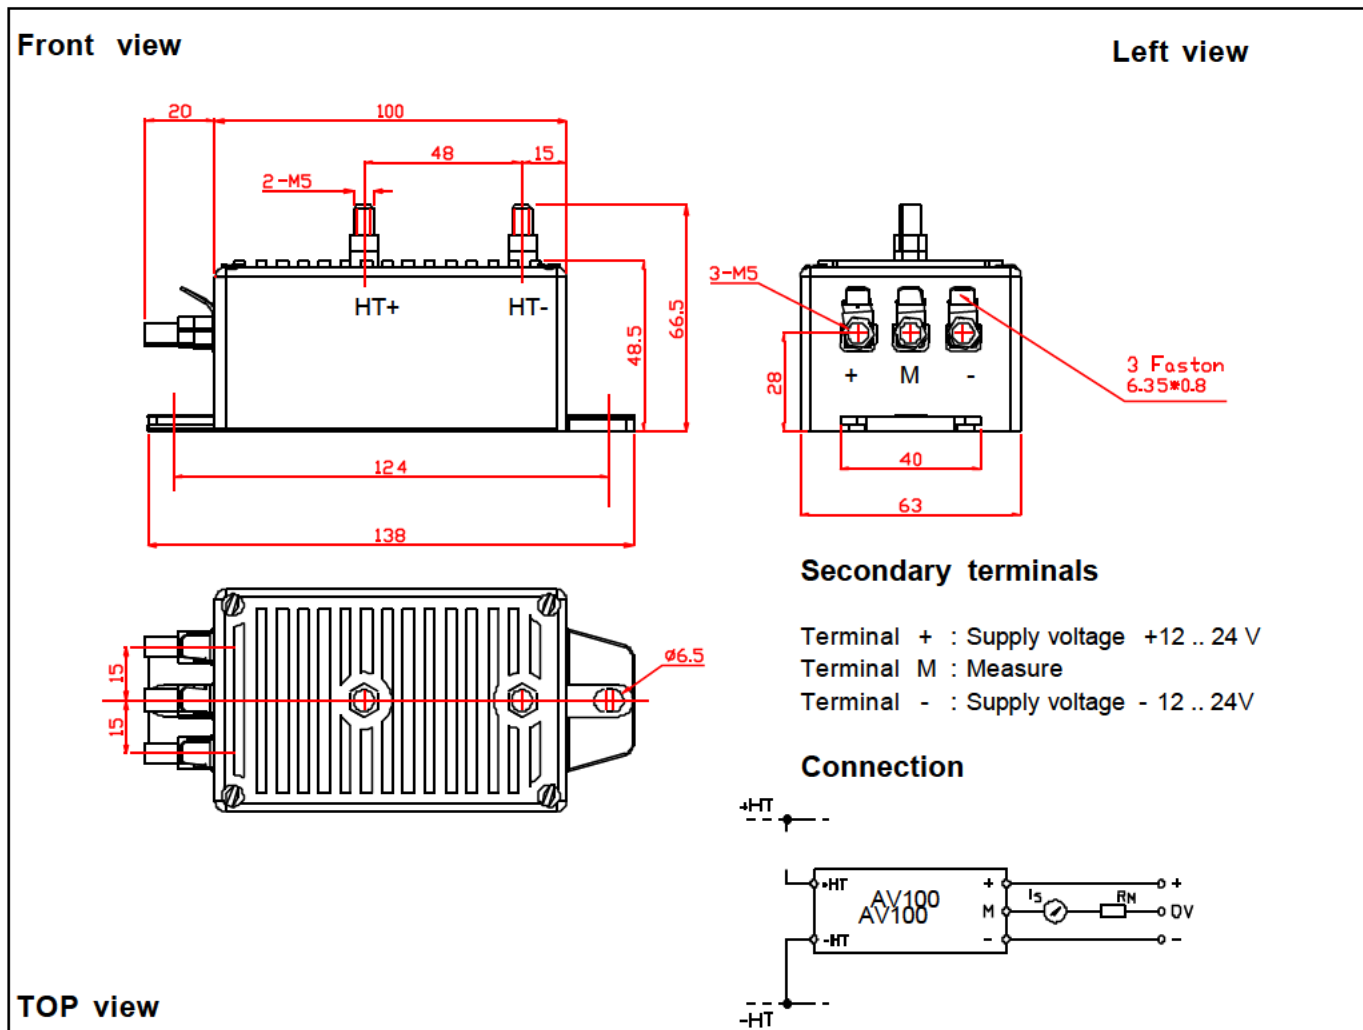 Front view
Left view
20
100
48
15
2-M5
HT+
HT-
48.5
66.5
124
138
3-M5
+ M -
28
3 Faston
6.35*0.8
40
63
15
15
ø6.5
Secondary terminals
Terminal + : Supply voltage +12 .. 24 V
Terminal M : Measure
Terminal - : Supply voltage - 12 .. 24V
Connection
+HT
+HT
AV100
AV100
+
Is
RN
+
M
0V
-HT
-
-
-HT
TOP view